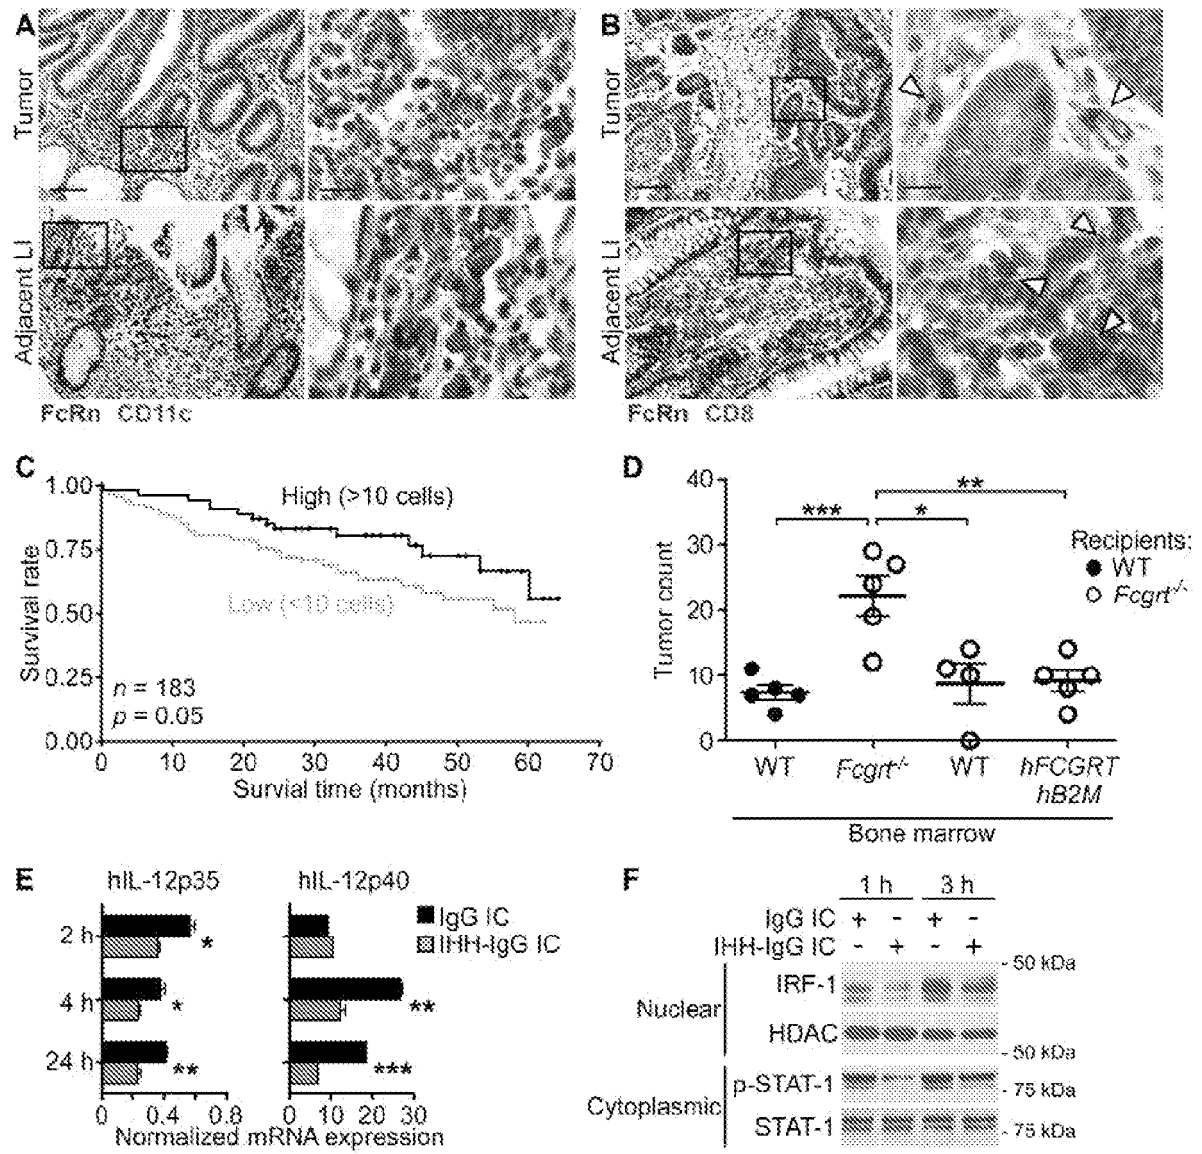 A
B
Tumor
Adjacent LI
FcRn CD11c
Tumor
Adjacent LI
FcRn CD8
C
Survival rate
1.00
0.75
0.50
0.25
0.00
High (>10 cells)
Low (<10 cells)
n = 183
p = 0.05
0 10 20 30 40 50 60 70
Survial time (months)
D
Tumor count
40
30
20
10
0
***
*
**
Recipients:
WT
Fcgrt-/-
WT Fcgrt-/- WT hFCGRT
hB2M
Bone marrow
E
hIL-12p35 hIL-12p40
IgG IC
IHH-IgG IC
2 h
4 h
24 h
*
*
**
**
***
0 0.4 0.8
0 10 20 30
Normalized mRNA expression
F
1 h 3 h
IgG IC + - + -
IHH-IgG IC - + - +
Nuclear
IRF-1
HDAC
- 50 kDa
- 50 kDa
Cytoplasmic
p-STAT-1
STAT-1
- 75 kDa
- 75 kDa